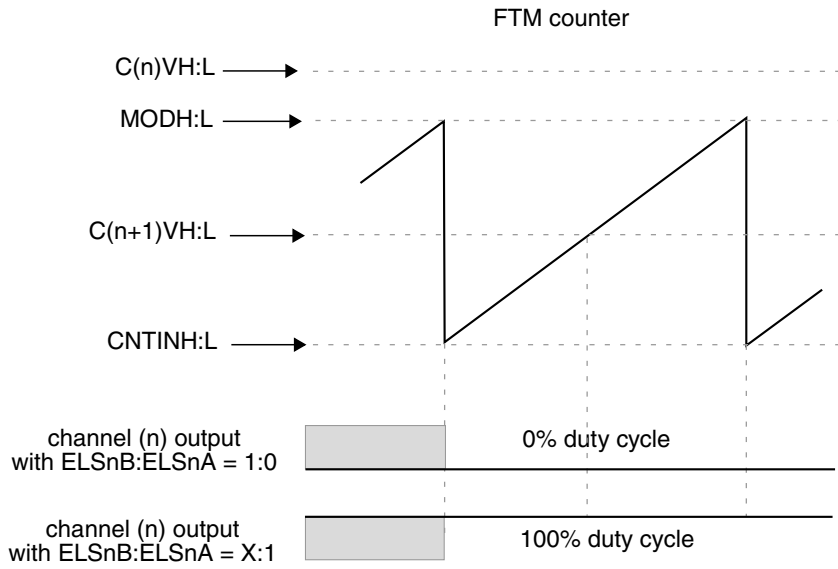 FTM counter
C(n)VH:L
MODH:L
C(n+1)VH:L
CNTINH:L
channel (n) output
with ELSnB:ELSnA = 1:0
0% duty cycle
channel (n) output
with ELSnB:ELSnA = X:1
100% duty cycle